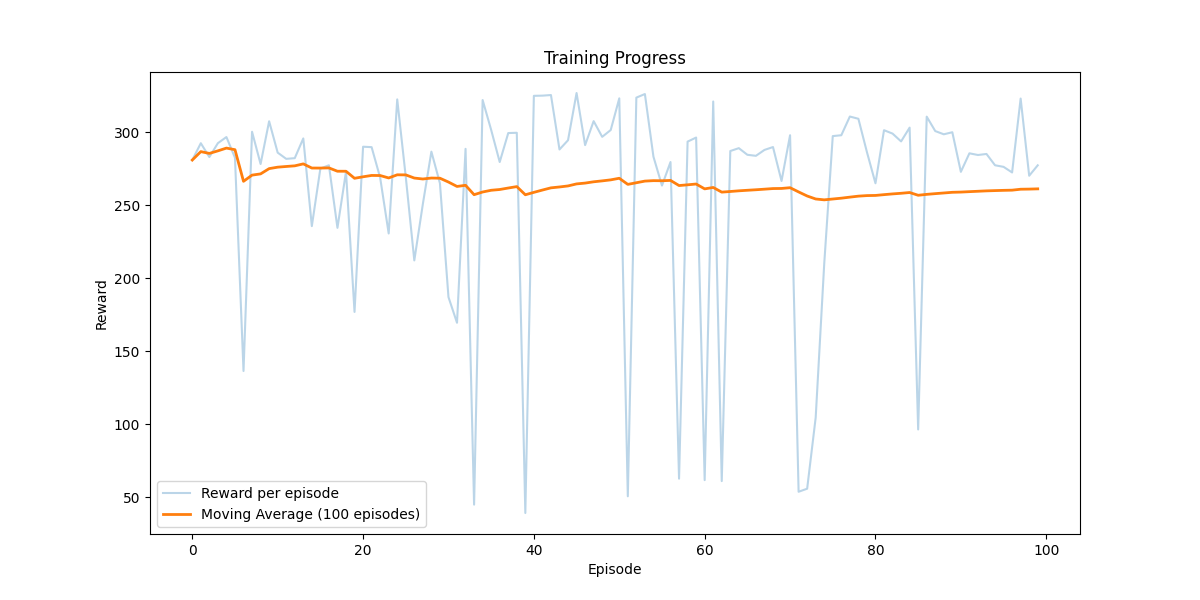 Training Progress
300
250
200
150
100
50
Reward
Reward per episode
Moving Average (100 episodes)
0 20 40 60 80 100
Episode